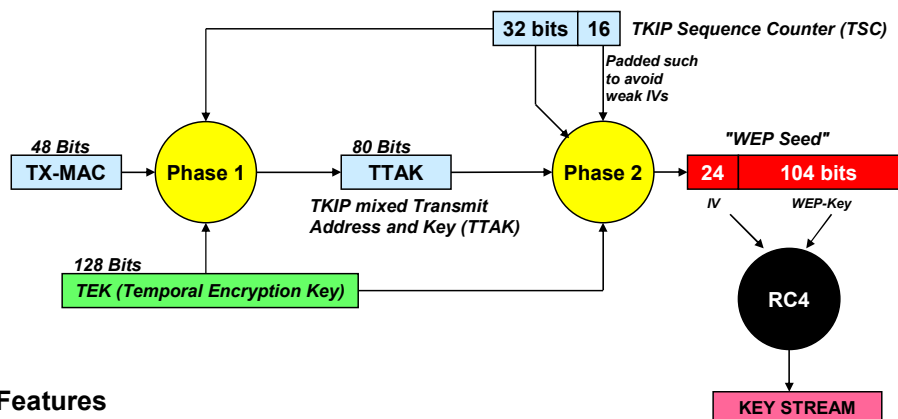 32 bits 16 TKIP Sequence Counter (TSC)
Padded such
to avoid
weak IVs
48 Bits
TX-MAC
Phase 1
80 Bits
TTAK
TKIP mixed Transmit
Address and Key (TTAK)
Phase 2
"WEP Seed"
24 104 bits
IV WEP-Key
128 Bits
TEK (Temporal Encryption Key)
RC4
Features
KEY STREAM